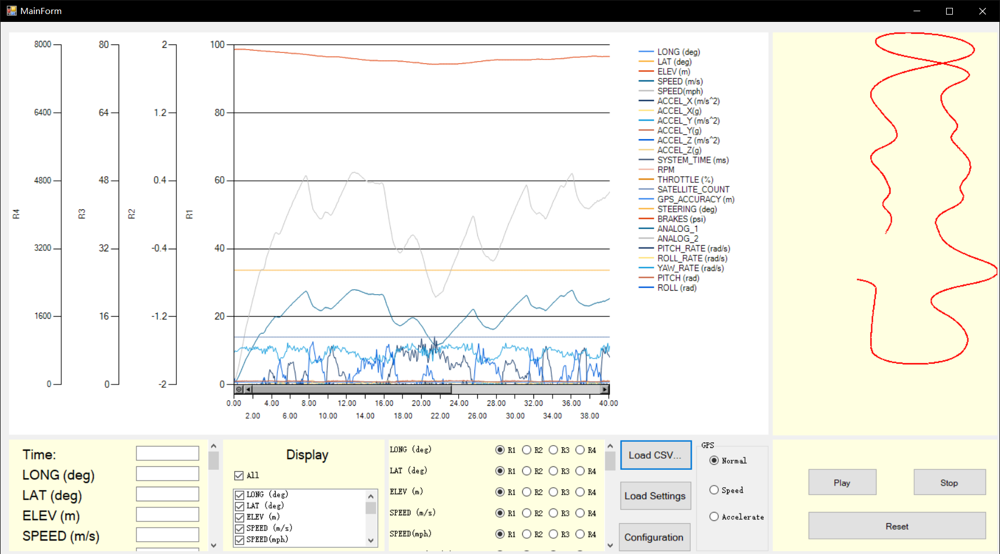 MainForm
8000
6400
4800
3200
1600
0
R4
80
64
48
32
16
0
R3
2
1.2
0.4
-0.4
-1.2
-2
R2
R1
100
80
60
40
20
0
0.00 4.00 8.00 12.00 16.00 20.00 24.00 28.00 32.00 36.00 40.00
2.00 6.00 10.00 14.00 18.00 22.00 26.00 30.00 34.00 38.00
LONG (deg)
LAT (deg)
ELEV (m)
SPEED (m/s)
SPEED(mph)
ACCEL_X (m/s^2)
ACCEL_X(g)
ACCEL_Y (m/s^2)
ACCEL_Y(g)
ACCEL_Z (m/s^2)
ACCEL_Z(g)
SYSTEM_TIME (ms)
RPM
THROTTLE (%)
SATELLITE_COUNT
GPS_ACCURACY (m)
STEERING (deg)
BRAKES (psi)
ANALOG_1
ANALOG_2
PITCH_RATE (rad/s)
ROLL_RATE (rad/s)
YAW_RATE (rad/s)
PITCH (rad)
ROLL (rad)
Time:
LONG (deg)
LAT (deg)
ELEV (m)
SPEED (m/s)
Display
All
LONG (deg)
LAT (deg)
ELEV (m)
SPEED (m/s)
SPEED(mph)
LONG (deg) R1 R2 R3 R4
LAT (deg) R1 R2 R3 R4
ELEV (m) R1 R2 R3 R4
SPEED (m/s) R1 R2 R3 R4
SPEED(mph) R1 R2 R3 R4
Load CSV...
Load Settings
Configuration
GPS
Normal
Speed
Accelerate
Play
Stop
Reset